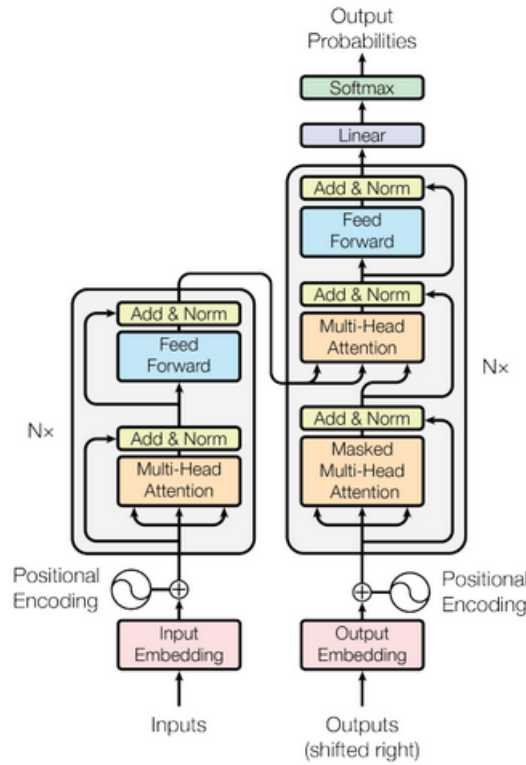 Output
Probabilities
Softmax
Linear
Add & Norm
Feed
Forward
Add & Norm
Multi-Head
Attention
Add & Norm
Masked
Multi-Head
Attention
N×
Add & Norm
Feed
Forward
Add & Norm
Multi-Head
Attention
N×
Positional
Encoding
Positional
Encoding
Input
Embedding
Output
Embedding
Inputs
Outputs
(shifted right)